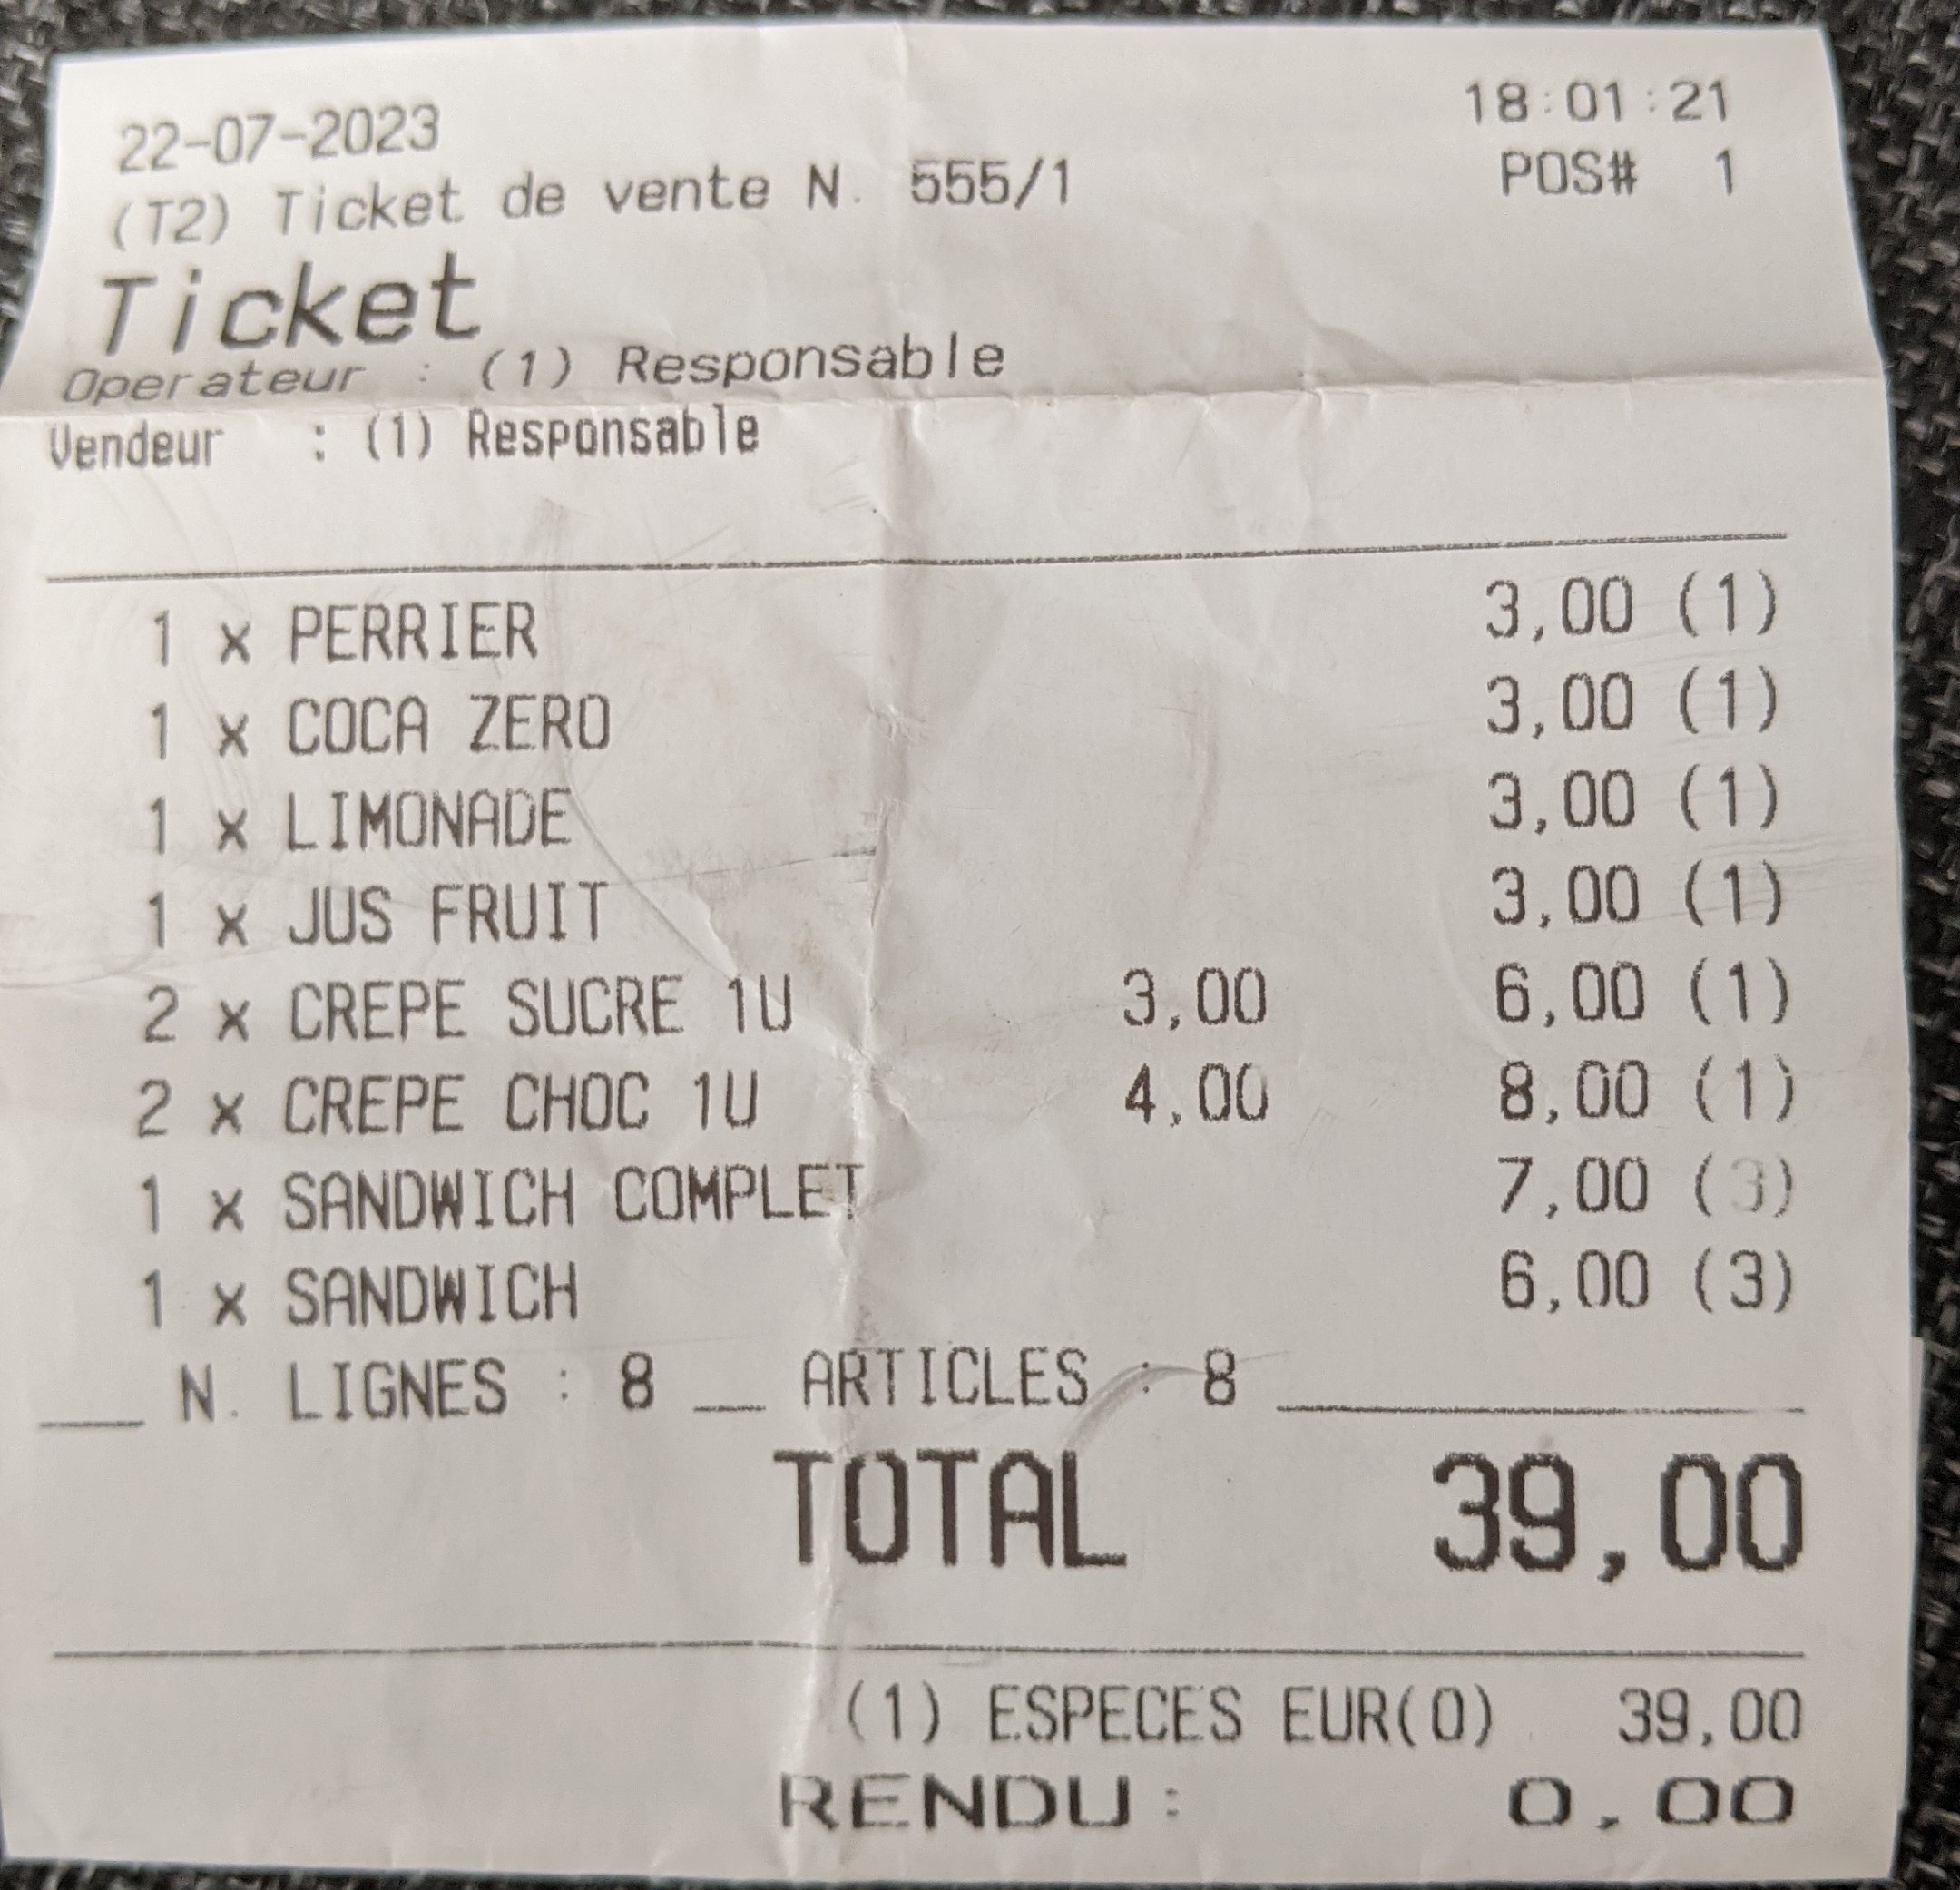 22-07-2023 18:01:21
(T2) Ticket de vente N. 555/1 POS# 1
Ticket
Operateur : (1) Responsable
Vendeur : (1) Responsable
1 x PERRIER 3,00 (1)
1 x COCA ZERO 3,00 (1)
1 x LIMONADE 3,00 (1)
1 x JUS FRUIT 3,00 (1)
2 x CREPE SUCRE 1U 3,00 6,00 (1)
2 x CREPE CHOC 1U 4,00 8,00 (1)
1 x SANDWICH COMPLET 7,00 (3)
1 x SANDWICH 6,00 (3)
N. LIGNES : 8 __ ARTICLES : 8
TOTAL 39,00
(1) ESPECES EUR(0) 39,00
RENDU: 0,00